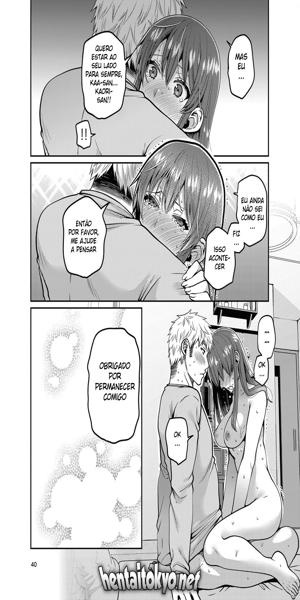 MAS
EU
...
QUERO
ESTAR AO
SEU LADO
PARA SEMPRE,
KAA-
SAN...
KAORI-
SAN!!
!!
EU AINDA
NÃO SEI
COMO EU
...
FIZ
...
ISSO
ACONTE-
CER
ENTÃO
POR FAVOR,
ME AJUDE
A PENSAR
...
...
OK
...
OK...
OBRIGADO
POR
PERMANECER
COMIGO
40
hentaitokyo.net